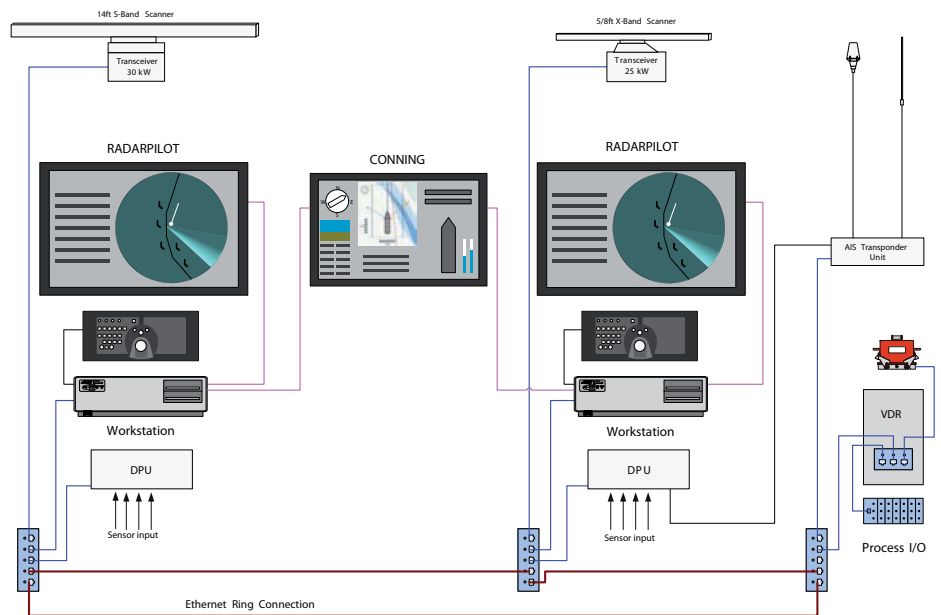 14ft S-Band Scanner
5/8ft X-Band Scanner
Transceiver
30 kW
Transceiver
25 kW
RADARPILOT
CONNING
RADARPILOT
N
W
E
S
AIS Transponder
Unit
Workstation
Workstation
VDR
DPU
DPU
Sensor input
Sensor input
Process I/O
Ethernet Ring Connection